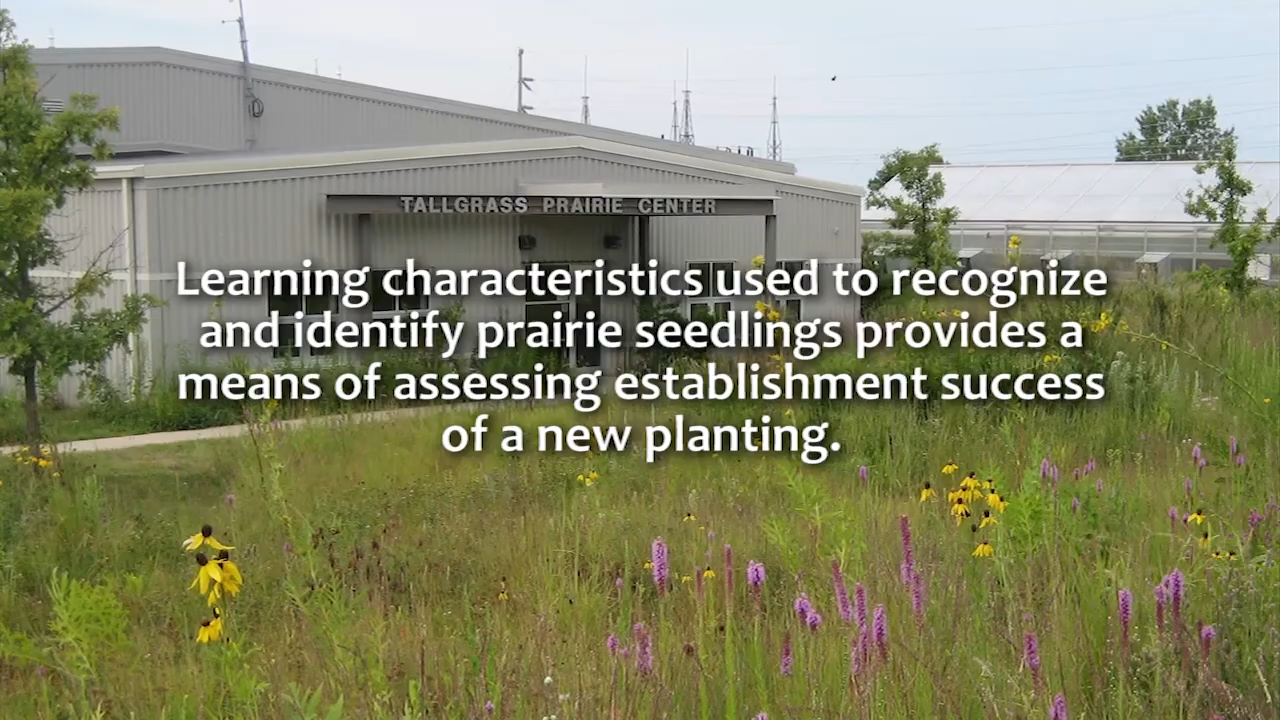 TALLGRASS PRAIRIE CENTER
Learning characteristics used to recognize
and identify prairie seedlings provides a
means of assessing establishment success
of a new planting.